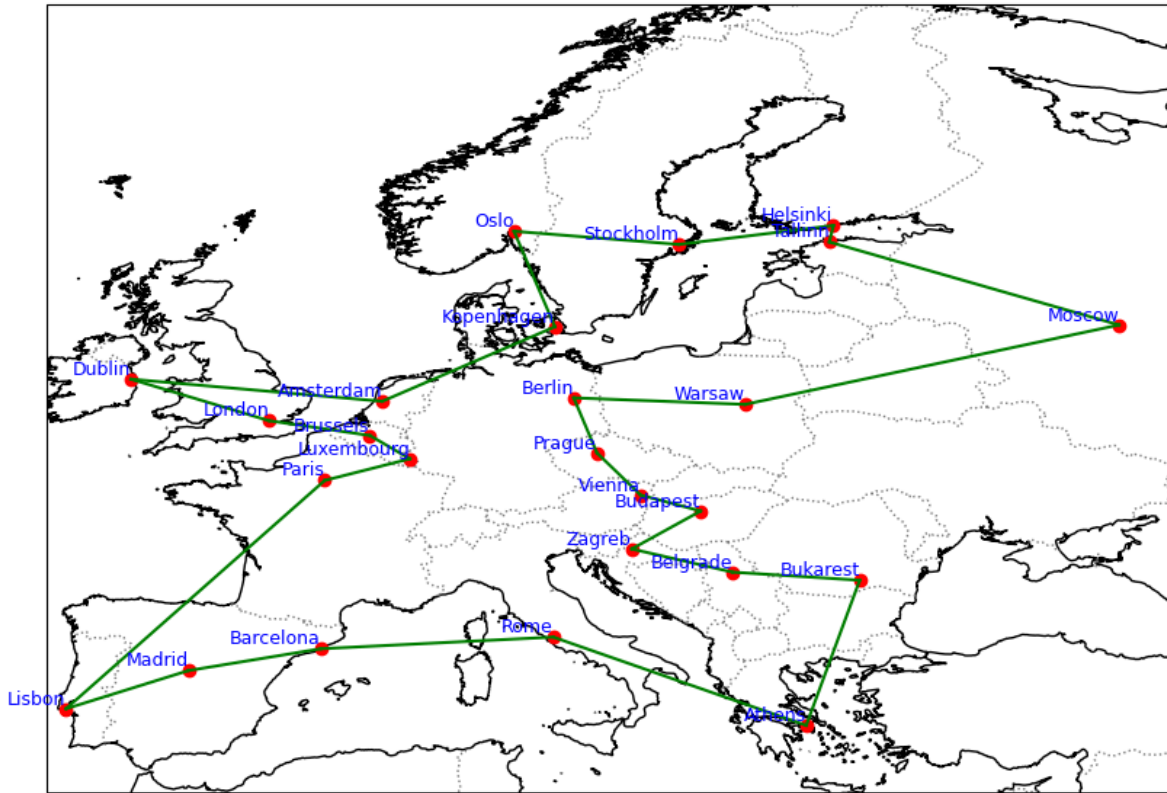 Helsinki
Oslo
Tallinn
Stockholm
Moscow
Kopenhagen
Dublin
Berlin
Amsterdam
Warsaw
London
Brussels
Prague
Luxembourg
Paris
Vienna
Budapest
Zagreb
Belgrade
Bukarest
Rome
Barcelona
Madrid
Lisbon
Athens